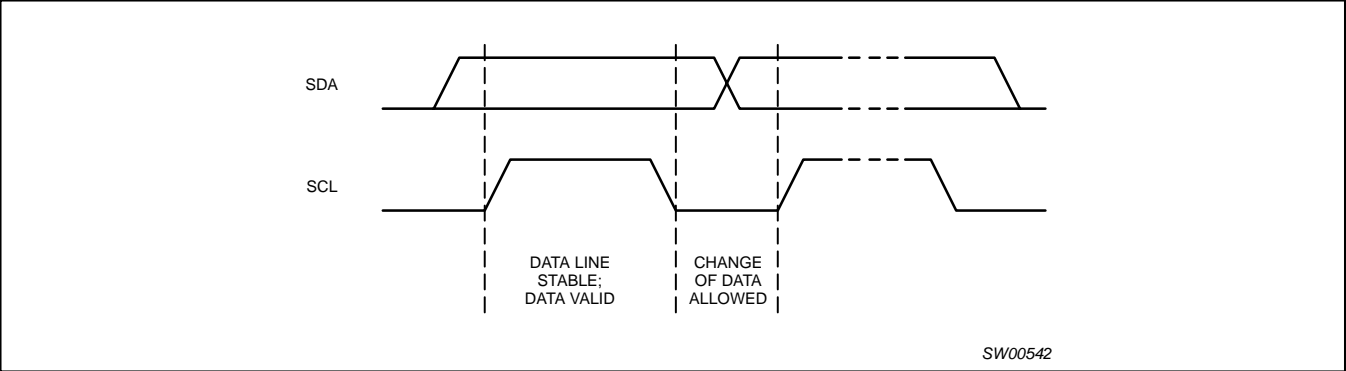 SDA
SCL
DATA LINE
STABLE;
DATA VALID
CHANGE
OF DATA
ALLOWED
SW00542